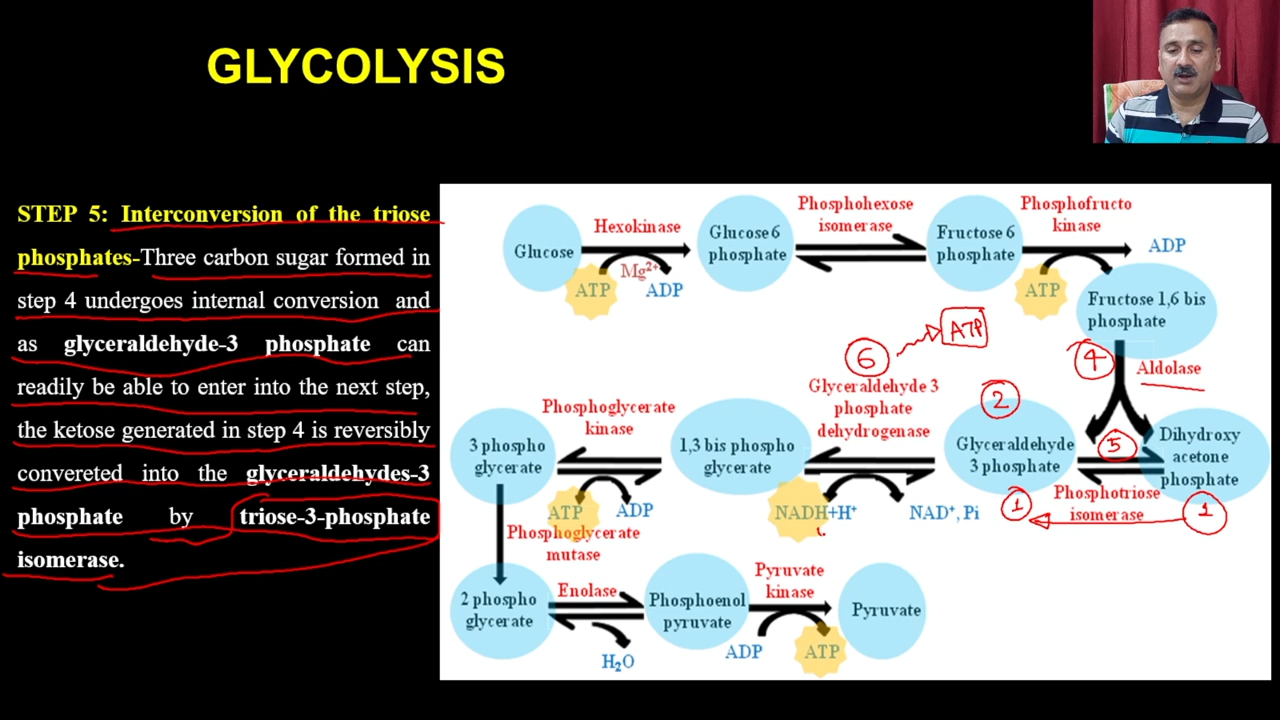 GLYCOLYSIS
STEP 5: Interconversion of the triose
phosphates-Three carbon sugar formed in
step 4 undergoes internal conversion and
as glyceraldehyde-3 phosphate can
readily be able to enter into the next step,
the ketose generated in step 4 is reversibly
convereted into the glyceraldehydes-3
phosphate by triose-3-phosphate
isomerase.
Glucose
Hexokinase
Mg2+
ATP
ADP
Glucose 6
phosphate
Phosphohexose
isomerase
Fructose 6
phosphate
Phosphofructo
kinase
ATP
ADP
Fructose 1,6 bis
phosphate
4
Aldolase
6
ATP
Glyceraldehyde 3
phosphate
dehydrogenase
2
Glyceraldehyde
3 phosphate
5
Dihydroxy
acetone
phosphate
Phosphotriose
isomerase
1
1
NADH+H+
NAD+, Pi
1,3 bis phospho
glycerate
Phosphoglycerate
kinase
ATP
ADP
3 phospho
glycerate
Phosphoglycerate
mutase
2 phospho
glycerate
Enolase
H2O
Phosphoenol
pyruvate
Pyruvate
kinase
ADP
ATP
Pyruvate